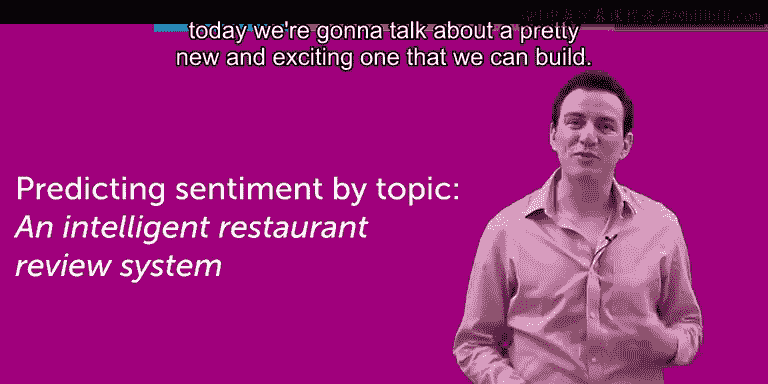 today we're gonna talk about a pretty
new and exciting one that we can build.
Predicting sentiment by topic:
An intelligent restaurant
review system